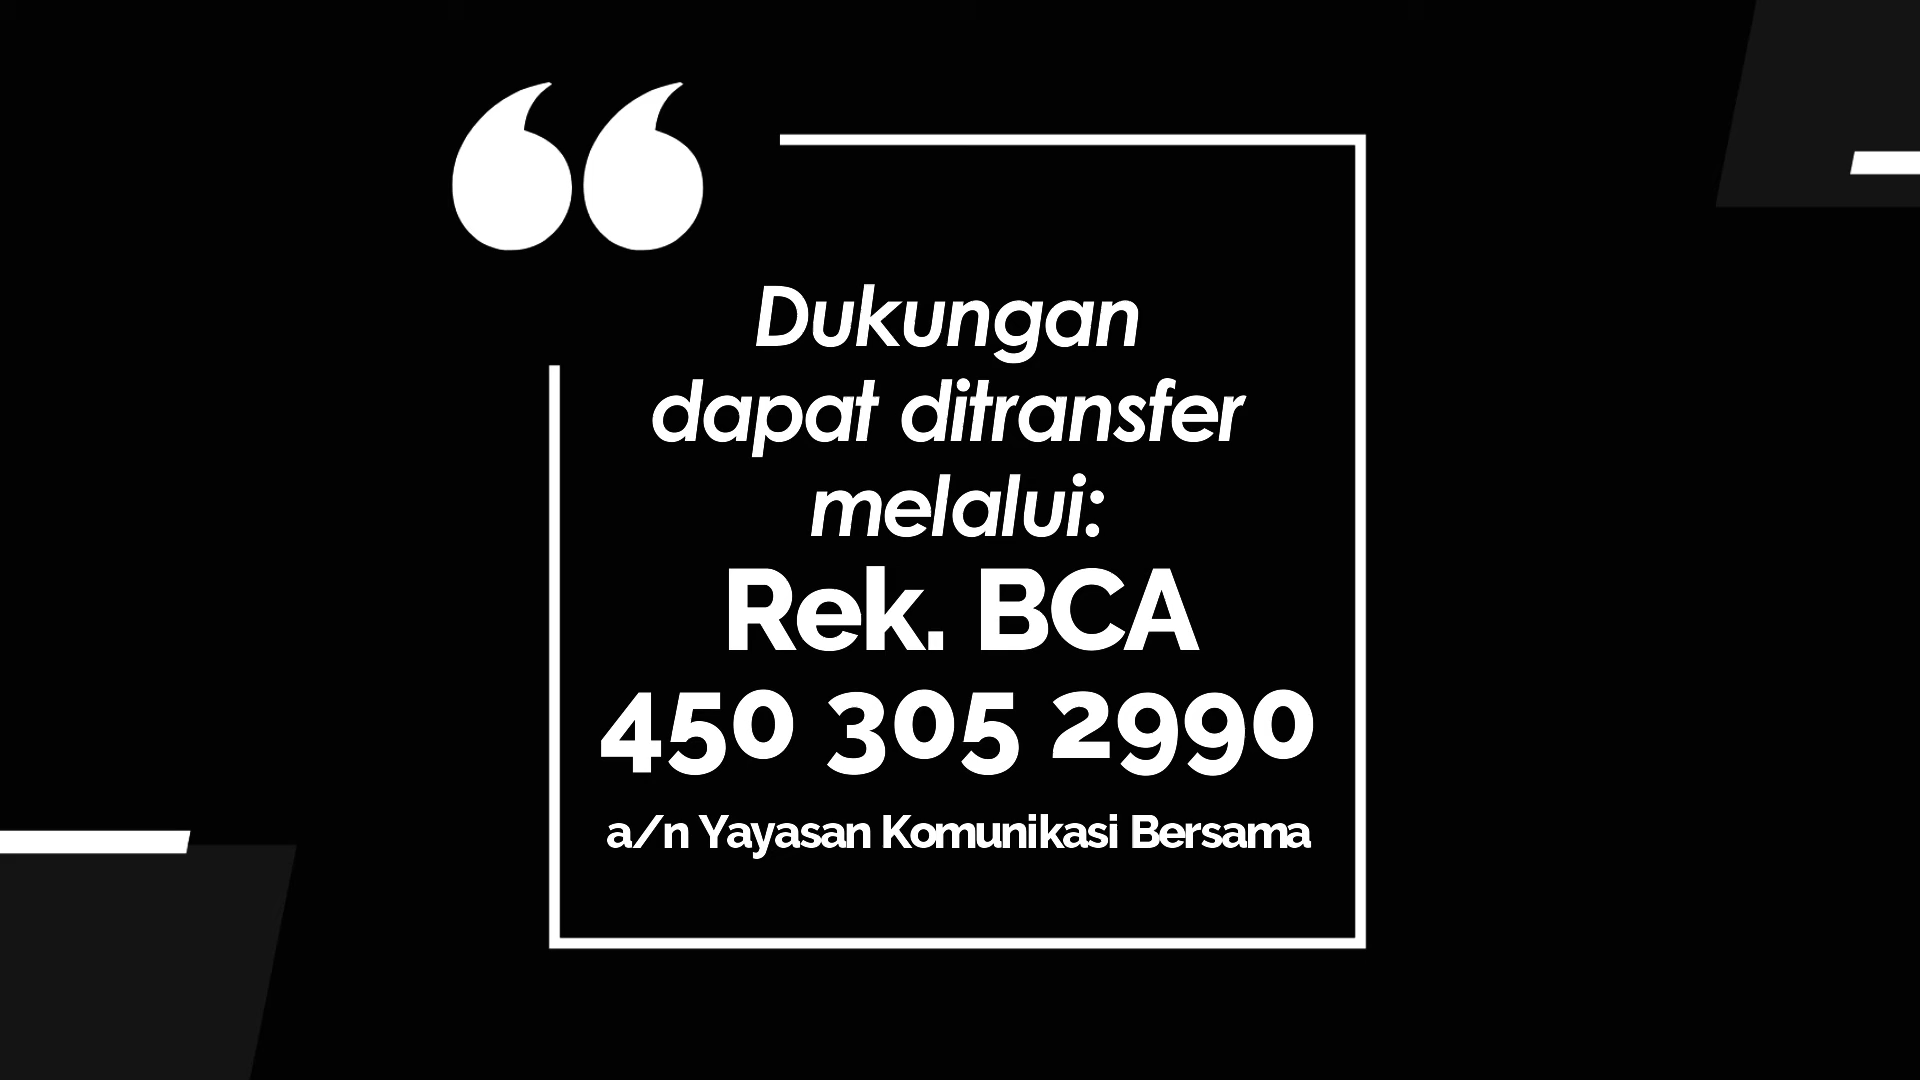 Dukungan
dapat ditransfer
melalui:
Rek. BCA
450 305 2990
a/n Yayasan Komunikasi Bersama